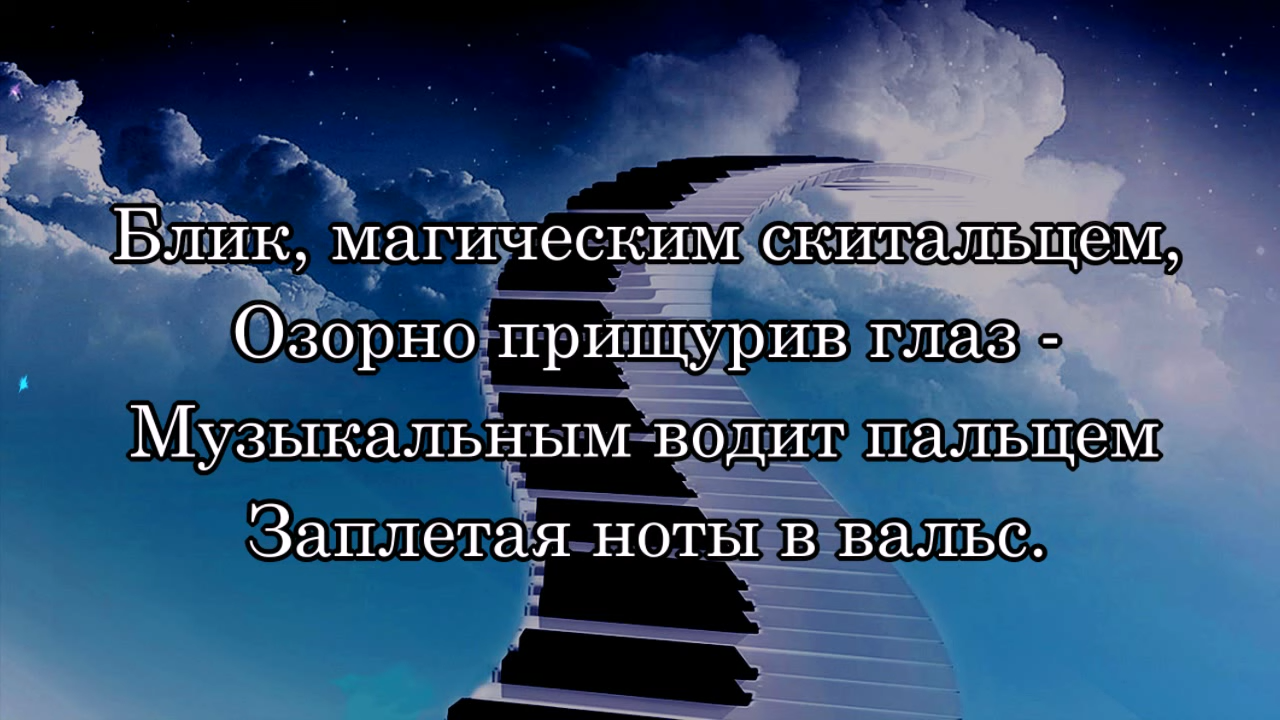 Блик, магическим скитальцем,
Озорно прищурив глаз -
Музыкальным водит пальцем
Заплетая ноты в вальс.